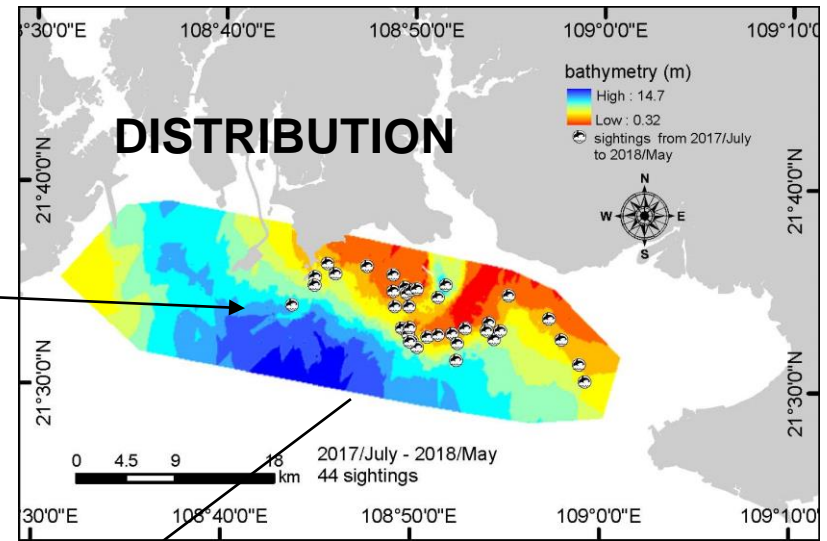 °30'0"E 108°40'0"E 108°50'0"E 109°0'0"E 109°10'0
bathymetry (m)
High : 14.7
Low : 0.32
sightings from 2017/July
to 2018/May
DISTRIBUTION
N
W E
S
21°40'0"N 21°40'0"N
21°30'0"N 21°30'0"N
2017/July - 2018/May
0 4.5 9 18
km 44 sightings
30'0"E 108°40'0"E 108°50'0"E 109°0'0"E 109°10'0